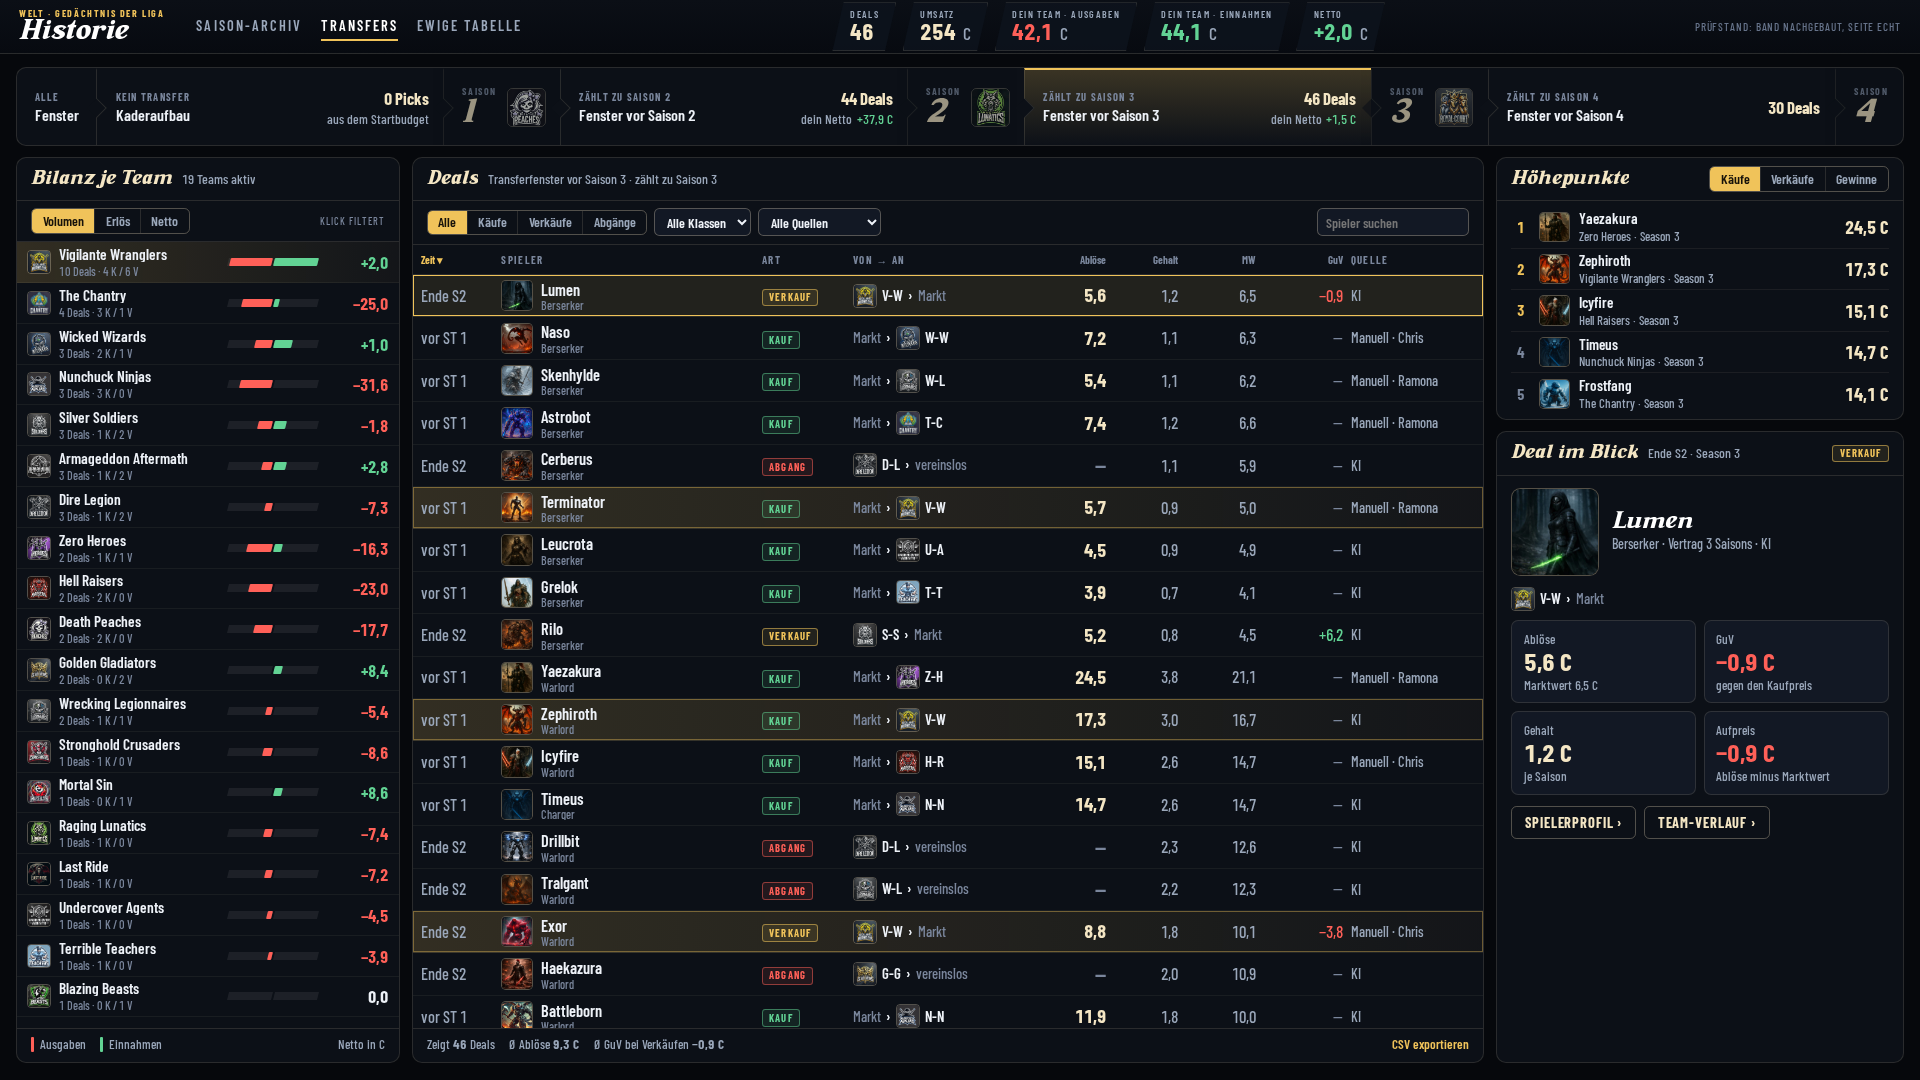 WELT · GEDÄCHTNIS DER LIGA
Historie
SAISON-ARCHIV TRANSFERS EWIGE TABELLE
DEALS 46
UMSATZ 254 C
DEIN TEAM · AUSGABEN 42,1 C
DEIN TEAM · EINNAHMEN 44,1 C
NETTO +2,0 C
PRÜFSTAND: BAND NACHGEBAUT, SEITE ECHT
ALLE
Fenster
KEIN TRANSFER
Kaderaufbau
0 Picks
aus dem Startbudget
SAISON 1
ZÄHLT ZU SAISON 2
Fenster vor Saison 2
44 Deals
dein Netto +37,9 C
SAISON 2
ZÄHLT ZU SAISON 3
Fenster vor Saison 3
46 Deals
dein Netto +1,5 C
SAISON 3
ZÄHLT ZU SAISON 4
Fenster vor Saison 4
30 Deals
SAISON 4
Bilanz je Team 19 Teams aktiv
Volumen Erlös Netto KLICK FILTERT
Vigilante Wranglers +2,0
10 Deals · 4 K / 6 V
The Chantry −25,0
4 Deals · 3 K / 1 V
Wicked Wizards +1,0
3 Deals · 2 K / 1 V
Nunchuck Ninjas −31,6
3 Deals · 3 K / 0 V
Silver Soldiers −1,8
3 Deals · 1 K / 2 V
Armageddon Aftermath +2,8
3 Deals · 1 K / 2 V
Dire Legion −7,3
3 Deals · 1 K / 2 V
Zero Heroes −16,3
2 Deals · 1 K / 1 V
Hell Raisers −23,0
2 Deals · 2 K / 0 V
Death Peaches −17,7
2 Deals · 2 K / 0 V
Golden Gladiators +8,4
2 Deals · 0 K / 2 V
Wrecking Legionnaires −5,4
2 Deals · 1 K / 1 V
Stronghold Crusaders −8,6
1 Deals · 1 K / 0 V
Mortal Sin +8,6
1 Deals · 0 K / 1 V
Raging Lunatics −7,4
1 Deals · 1 K / 0 V
Last Ride −7,2
1 Deals · 1 K / 0 V
Undercover Agents −4,5
1 Deals · 1 K / 0 V
Terrible Teachers −3,9
1 Deals · 1 K / 0 V
Blazing Beasts 0,0
1 Deals · 0 K / 1 V
Ausgaben Einnahmen Netto in C
Deals Transferfenster vor Saison 3 · zählt zu Saison 3
Alle Käufe Verkäufe Abgänge Alle Klassen Alle Quellen Spieler suchen
Zeit ▾ SPIELER ART VON → AN Ablöse Gehalt MW GuV QUELLE
Ende S2 Lumen Berserker VERKAUF V-W › Markt 5,6 1,2 6,5 −0,9 KI
vor ST 1 Naso Berserker KAUF Markt › W-W 7,2 1,1 6,3 — Manuell · Chris
vor ST 1 Skenhylde Berserker KAUF Markt › W-L 5,4 1,1 6,2 — Manuell · Ramona
vor ST 1 Astrobot Berserker KAUF Markt › T-C 7,4 1,2 6,6 — Manuell · Ramona
Ende S2 Cerberus Berserker ABGANG D-L › vereinslos — 1,1 5,9 — KI
vor ST 1 Terminator Berserker KAUF Markt › V-W 5,7 0,9 5,0 — Manuell · Ramona
vor ST 1 Leucrota Berserker KAUF Markt › U-A 4,5 0,9 4,9 — KI
vor ST 1 Grelok Berserker KAUF Markt › T-T 3,9 0,7 4,1 — KI
Ende S2 Rilo Berserker VERKAUF S-S › Markt 5,2 0,8 4,5 +6,2 KI
vor ST 1 Yaezakura Warlord KAUF Markt › Z-H 24,5 3,8 21,1 — Manuell · Ramona
vor ST 1 Zephiroth Warlord KAUF Markt › V-W 17,3 3,0 16,7 — KI
vor ST 1 Icyfire Warlord KAUF Markt › H-R 15,1 2,6 14,7 — Manuell · Chris
vor ST 1 Timeus Charger KAUF Markt › N-N 14,7 2,6 14,7 — KI
Ende S2 Drillbit Warlord ABGANG D-L › vereinslos — 2,3 12,6 — KI
Ende S2 Tralgant Warlord ABGANG W-L › vereinslos — 2,2 12,3 — KI
Ende S2 Exor Warlord VERKAUF V-W › Markt 8,8 1,8 10,1 −3,8 Manuell · Chris
Ende S2 Haekazura Warlord ABGANG G-G › vereinslos — 2,0 10,9 — KI
vor ST 1 Battleborn Warlord KAUF Markt › N-N 11,9 1,8 10,0 — KI
Zeigt 46 Deals Ø Ablöse 9,3 C Ø GuV bei Verkäufen −0,9 C CSV exportieren
Höhepunkte Käufe Verkäufe Gewinne
1 Yaezakura 24,5 C
Zero Heroes · Season 3
2 Zephiroth 17,3 C
Vigilante Wranglers · Season 3
3 Icyfire 15,1 C
Hell Raisers · Season 3
4 Timeus 14,7 C
Nunchuck Ninjas · Season 3
5 Frostfang 14,1 C
The Chantry · Season 3
Deal im Blick Ende S2 · Season 3 VERKAUF
Lumen
Berserker · Vertrag 3 Saisons · KI
V-W › Markt
Ablöse
5,6 C
Marktwert 6,5 C
GuV
−0,9 C
gegen den Kaufpreis
Gehalt
1,2 C
je Saison
Aufpreis
−0,9 C
Ablöse minus Marktwert
SPIELERPROFIL › TEAM-VERLAUF ›